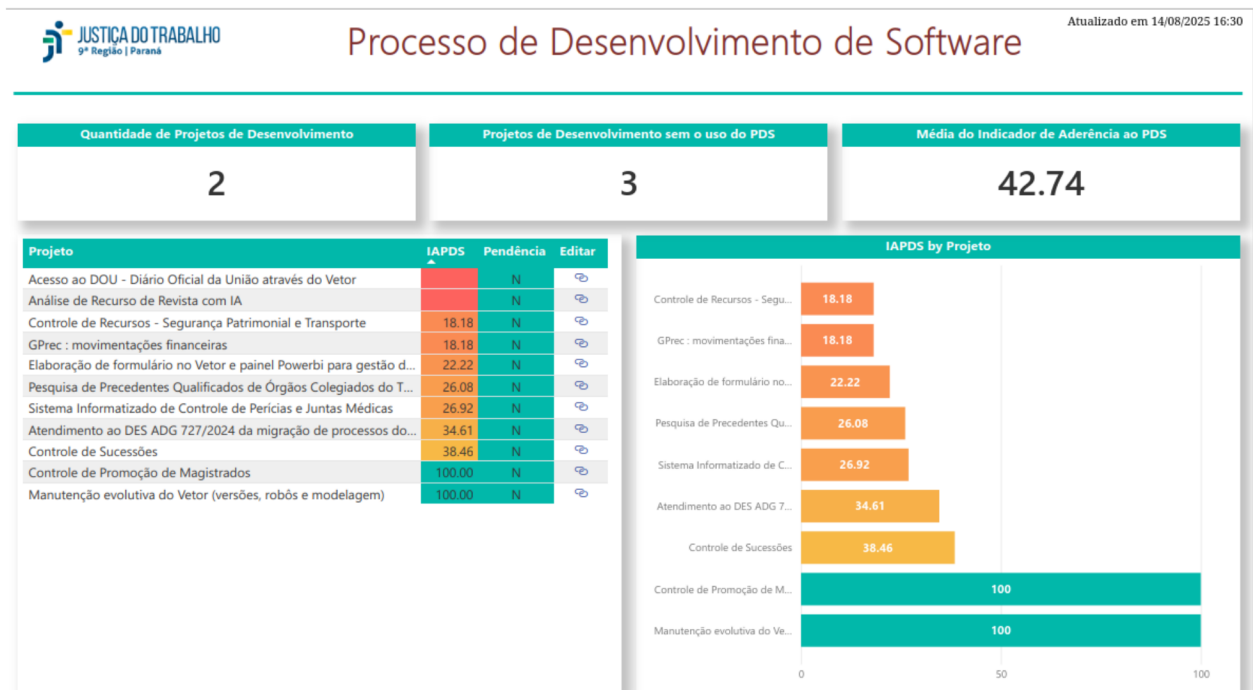 JUSTIÇA DO TRABALHO
9ª Região | Paraná
Processo de Desenvolvimento de Software
Atualizado em 14/08/2025 16:30
Quantidade de Projetos de Desenvolvimento
2
Projetos de Desenvolvimento sem o uso do PDS
3
Média do Indicador de Aderência ao PDS
42.74
Projeto IAPDS Pendência Editar
Acesso ao DOU - Diário Oficial da União através do Vetor N
Análise de Recurso de Revista com IA N
Controle de Recursos - Segurança Patrimonial e Transporte 18.18 N
GPrec : movimentações financeiras 18.18 N
Elaboração de formulário no Vetor e painel Powerbi para gestão d... 22.22 N
Pesquisa de Precedentes Qualificados de Órgãos Colegiados do T... 26.08 N
Sistema Informatizado de Controle de Perícias e Juntas Médicas 26.92 N
Atendimento ao DES ADG 727/2024 da migração de processos do... 34.61 N
Controle de Sucessões 38.46 N
Controle de Promoção de Magistrados 100.00 N
Manutenção evolutiva do Vetor (versões, robôs e modelagem) 100.00 N
IAPDS by Projeto
Controle de Recursos - Segu... 18.18
GPrec : movimentações fina... 18.18
Elaboração de formulário no... 22.22
Pesquisa de Precedentes Qu... 26.08
Sistema Informatizado de C... 26.92
Atendimento ao DES ADG 7... 34.61
Controle de Sucessões 38.46
Controle de Promoção de M... 100
Manutenção evolutiva do Ve... 100
0 50 100